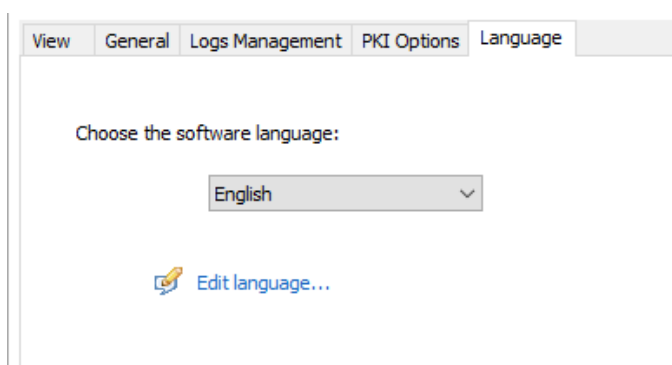 View General Logs Management PKI Options Language
Choose the software language:
English
Edit language...